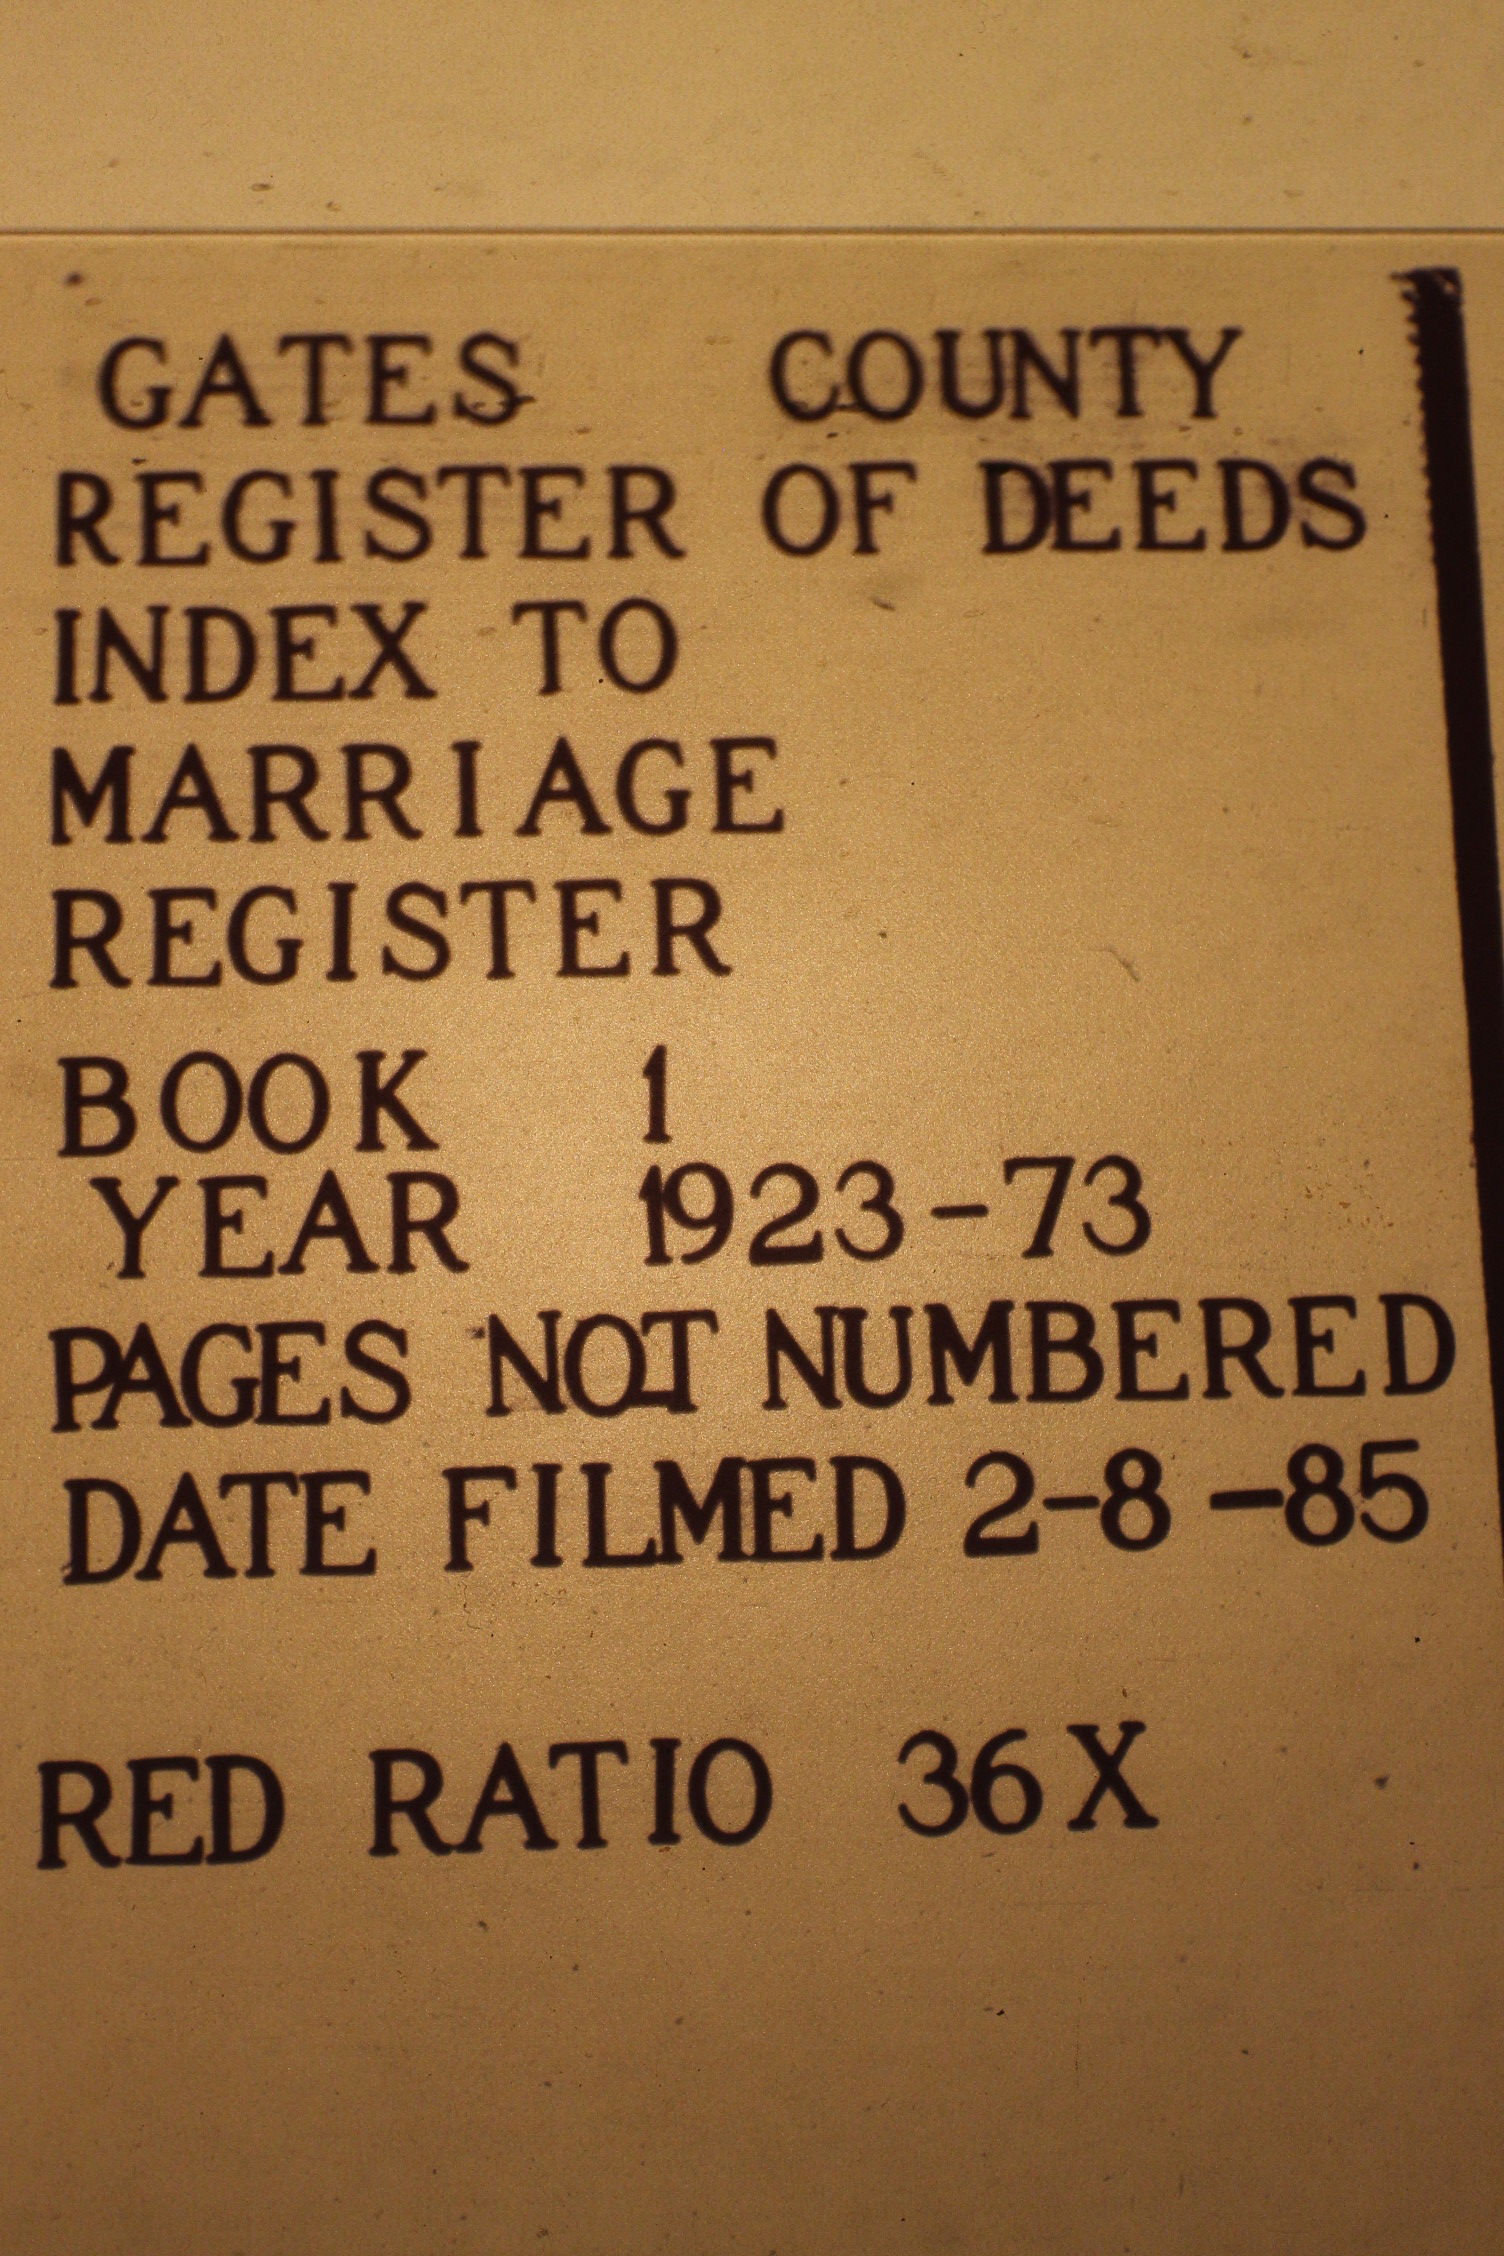 GATES COUNTY
REGISTER OF DEEDS
INDEX TO
MARRIAGE
REGISTER
BOOK 1
YEAR 1923-73
PAGES NOT NUMBERED
DATE FILMED 2-8-85
RED RATIO 36X